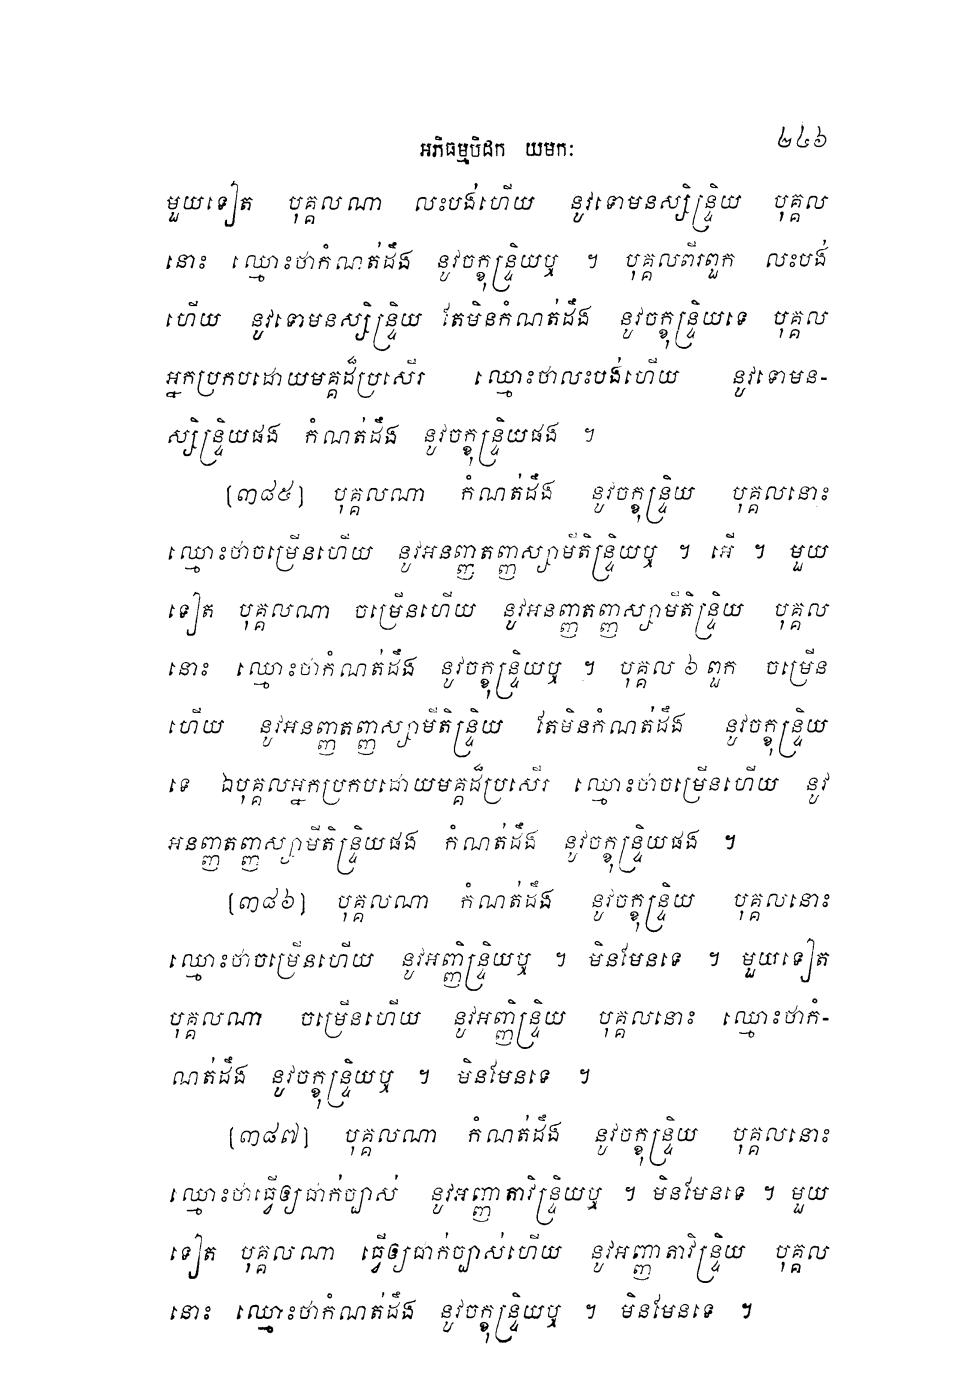 អភិធម្មបិដក យមកៈ
២៤៦
មួយទៀត បុគ្គលណា លះបង់ហើយ នូវទោមនស្សិន្ទ្រិយ បុគ្គល
នោះ ឈ្មោះថាកំណត់ដឹង នូវចក្ខុន្ទ្រិយឬ ។ បុគ្គលពីរពួក លះបង់
ហើយ នូវទោមនស្សិន្ទ្រិយ តែមិនកំណត់ដឹង នូវចក្ខុន្ទ្រិយទេ បុគ្គល
អ្នកប្រកបដោយមគ្គដ៏ប្រសើរ ឈ្មោះថាលះបង់ហើយ នូវទោមន-
ស្សិន្ទ្រិយផង កំណត់ដឹង នូវចក្ខុន្ទ្រិយផង ។
[៣៨៥] បុគ្គលណា កំណត់ដឹង នូវចក្ខុន្ទ្រិយ បុគ្គលនោះ
ឈ្មោះថាចម្រើនហើយ នូវអនញ្ញាតញ្ញាស្សាមីតិន្ទ្រិយឬ ។ អើ ។ មួយ
ទៀត បុគ្គលណា ចម្រើនហើយ នូវអនញ្ញាតញ្ញាស្សាមីតិន្ទ្រិយ បុគ្គល
នោះ ឈ្មោះថាកំណត់ដឹង នូវចក្ខុន្ទ្រិយឬ ។ បុគ្គល ៦ ពួក ចម្រើន
ហើយ នូវអនញ្ញាតញ្ញាស្សាមីតិន្ទ្រិយ តែមិនកំណត់ដឹង នូវចក្ខុន្ទ្រិយ
ទេ ឯបុគ្គលអ្នកប្រកបដោយមគ្គដ៏ប្រសើរ ឈ្មោះថាចម្រើនហើយ នូវ
អនញ្ញាតញ្ញាស្សាមីតិន្ទ្រិយផង កំណត់ដឹង នូវចក្ខុន្ទ្រិយផង ។
[៣៨៦] បុគ្គលណា កំណត់ដឹង នូវចក្ខុន្ទ្រិយ បុគ្គលនោះ
ឈ្មោះថាចម្រើនហើយ នូវអញ្ញិន្ទ្រិយឬ ។ មិនមែនទេ ។ មួយទៀត
បុគ្គលណា ចម្រើនហើយ នូវអញ្ញិន្ទ្រិយ បុគ្គលនោះ ឈ្មោះថាកំ-
ណត់ដឹង នូវចក្ខុន្ទ្រិយឬ ។ មិនមែនទេ ។
[៣៨៧] បុគ្គលណា កំណត់ដឹង នូវចក្ខុន្ទ្រិយ បុគ្គលនោះ
ឈ្មោះថាធ្វើឲ្យជាក់ច្បាស់ នូវអញ្ញាតាវិន្ទ្រិយឬ ។ មិនមែនទេ ។ មួយ
ទៀត បុគ្គលណា ធ្វើឲ្យជាក់ច្បាស់ហើយ នូវអញ្ញាតាវិន្ទ្រិយ បុគ្គល
នោះ ឈ្មោះថាកំណត់ដឹង នូវចក្ខុន្ទ្រិយឬ ។ មិនមែនទេ ។